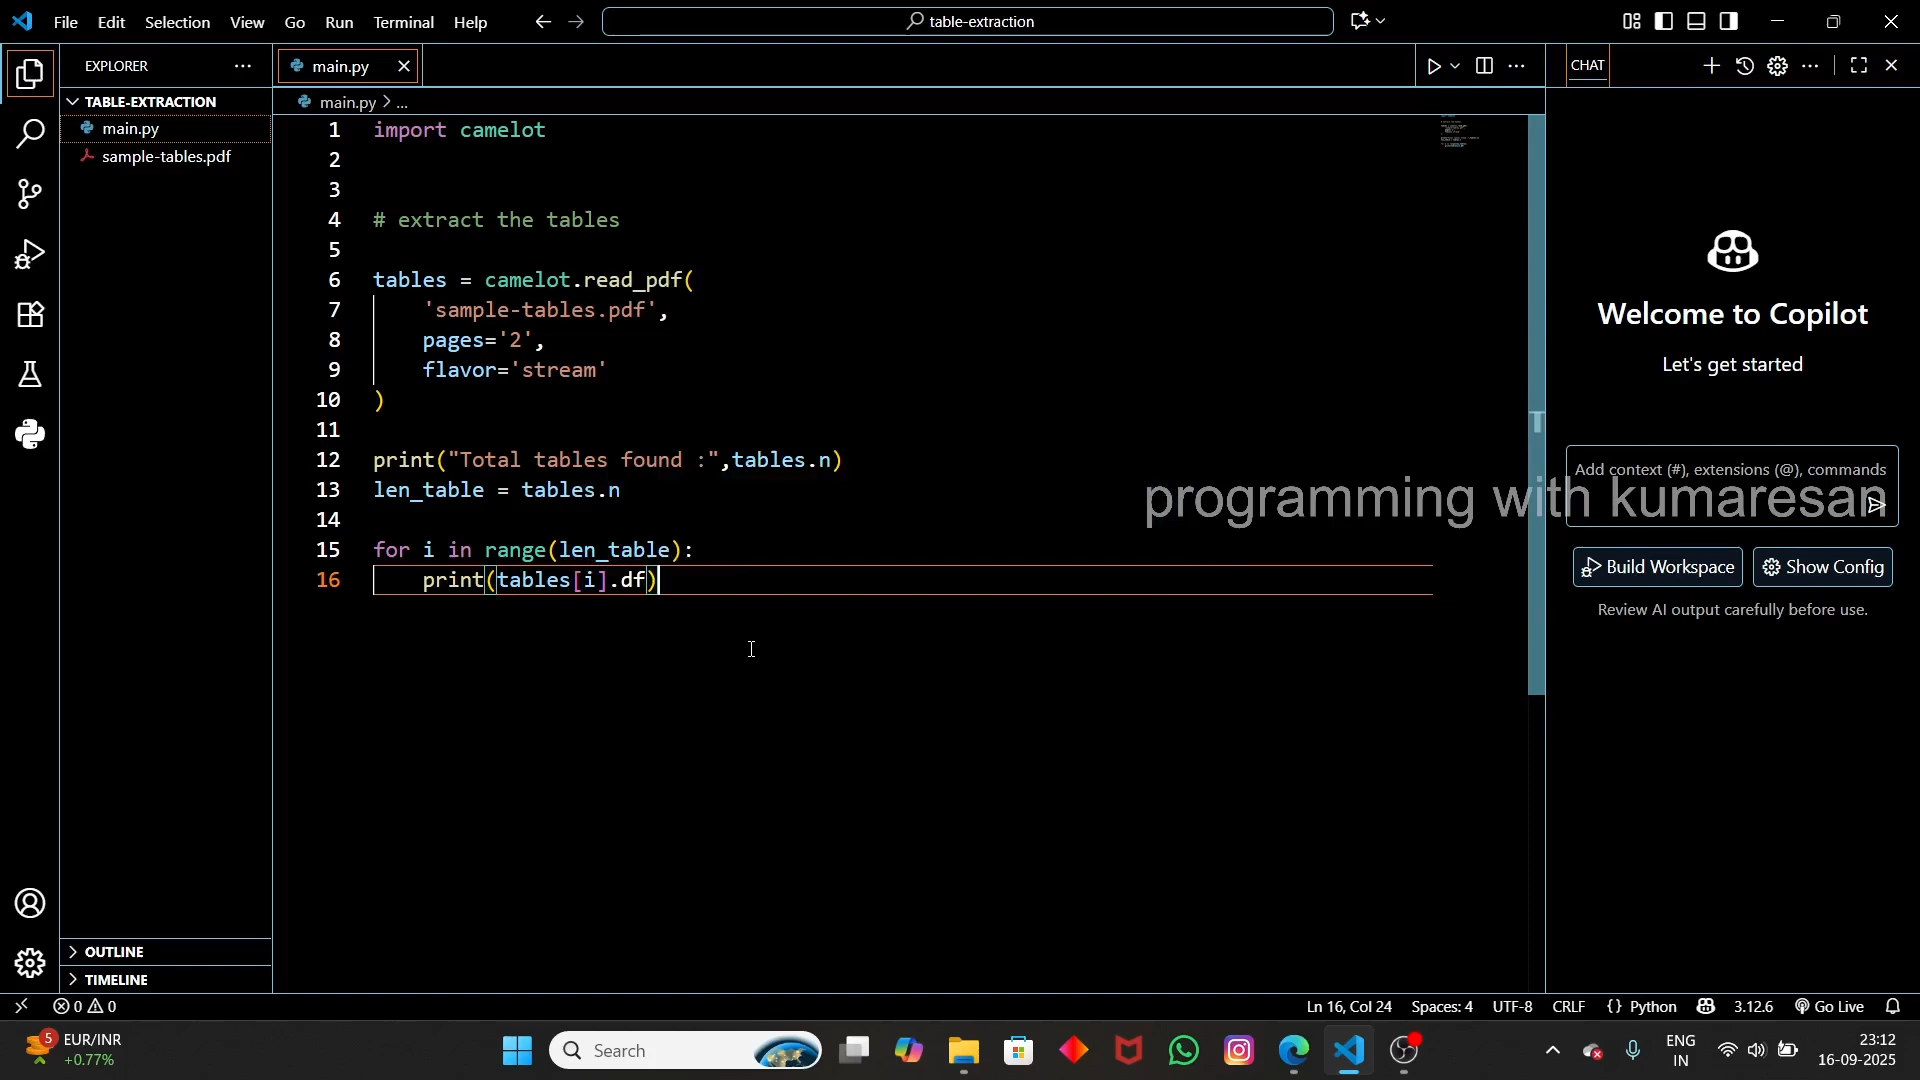 File Edit Selection View Go Run Terminal Help
table-extraction
EXPLORER
TABLE-EXTRACTION
main.py
sample-tables.pdf
OUTLINE
TIMELINE
main.py
main.py > ...
1 import camelot
2
3
4 # extract the tables
5
6 tables = camelot.read_pdf(
7 'sample-tables.pdf',
8 pages='2',
9 flavor='stream'
10 )
11
12 print("Total tables found :",tables.n)
13 len_table = tables.n
14
15 for i in range(len_table):
16 print(tables[i].df)
CHAT
Welcome to Copilot
Let's get started
Add context (#), extensions (@), commands
programming with kumaresan
Build Workspace Show Config
Review AI output carefully before use.
0 0
Ln 16, Col 24 Spaces: 4 UTF-8 CRLF {} Python 3.12.6 Go Live
5
EUR/INR
+0.77%
Search
ENG
IN
23:12
16-09-2025